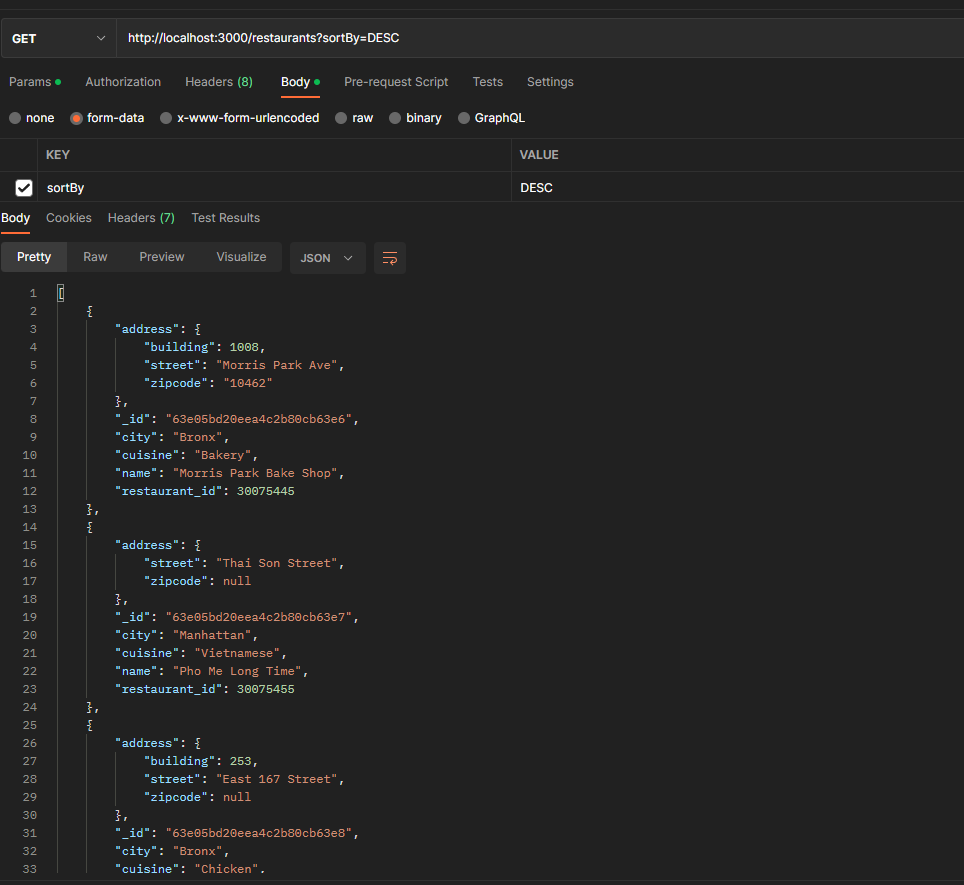 GET http://localhost:3000/restaurants?sortBy=DESC
Params Authorization Headers (8) Body Pre-request Script Tests Settings
none form-data x-www-form-urlencoded raw binary GraphQL
KEY VALUE
sortBy DESC
Body Cookies Headers (7) Test Results
Pretty Raw Preview Visualize JSON
1 [
2 {
3 "address": {
4 "building": 1008,
5 "street": "Morris Park Ave",
6 "zipcode": "10462"
7 },
8 "_id": "63e05bd20eea4c2b80cb63e6",
9 "city": "Bronx",
10 "cuisine": "Bakery",
11 "name": "Morris Park Bake Shop",
12 "restaurant_id": 30075445
13 },
14 {
15 "address": {
16 "street": "Thai Son Street",
17 "zipcode": null
18 },
19 "_id": "63e05bd20eea4c2b80cb63e7",
20 "city": "Manhattan",
21 "cuisine": "Vietnamese",
22 "name": "Pho Me Long Time",
23 "restaurant_id": 30075455
24 },
25 {
26 "address": {
27 "building": 253,
28 "street": "East 167 Street",
29 "zipcode": null
30 },
31 "_id": "63e05bd20eea4c2b80cb63e8",
32 "city": "Bronx",
33 "cuisine": "Chicken",